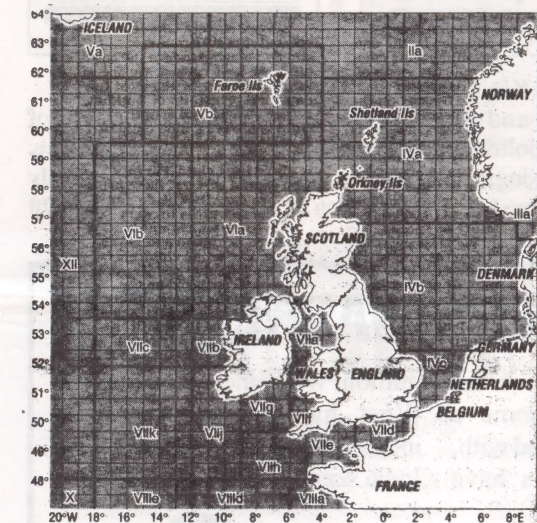 64°
ICELAND
Va
IIa
63°
62°
Faroe Ils
NORWAY
61°
Vb
Shetland Ils
60°
IVa
59°
Orkney Ils
58°
IIIa
57°
VIb
VIa
SCOTLAND
56°
XII
DENMARK
55°
IVb
54°
53°
VIIc
VIIb
IRELAND
VIIa
GERMANY
52°
WALES
ENGLAND
IVc
NETHERLANDS
51°
VIIg
VIIf
BELGIUM
50°
VIIk
VIIj
VIId
49°
VIIe
VIIh
48°
FRANCE
X
VIIIe
VIIId
VIIIa
20°W 18° 16° 14° 12° 10° 8° 6° 4° 2° 0° 2° 4° 6° 8° 9°E